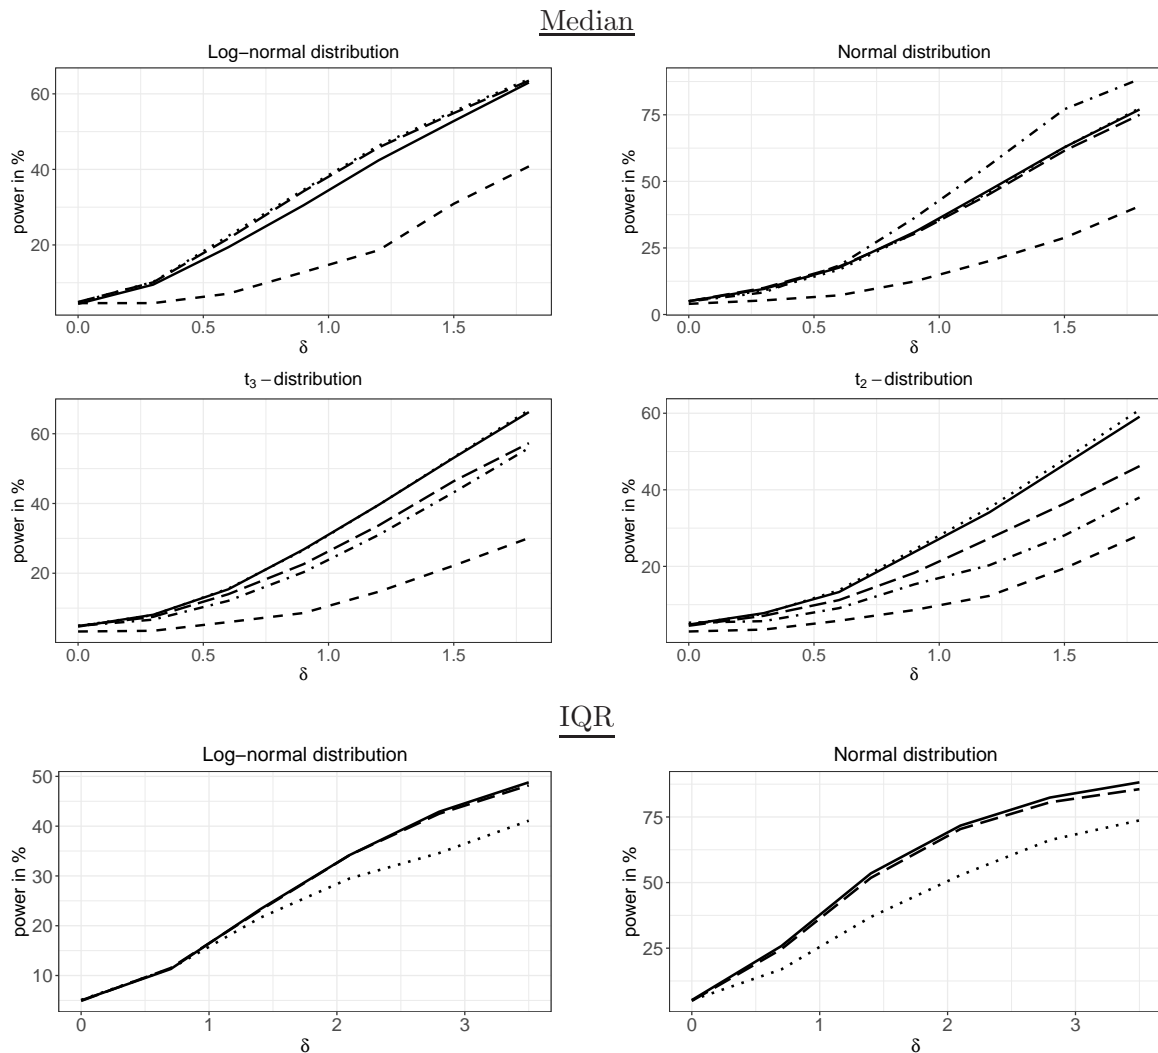 Median
Log−normal distribution
power in %
60
40
20
0.0 0.5 1.0 1.5
δ
Normal distribution
power in %
75
50
25
0
0.0 0.5 1.0 1.5
δ
t3 −distribution
power in %
60
40
20
0.0 0.5 1.0 1.5
δ
t2 −distribution
power in %
60
40
20
0.0 0.5 1.0 1.5
δ
IQR
Log−normal distribution
power in %
50
40
30
20
10
0 1 2 3
δ
Normal distribution
power in %
75
50
25
0 1 2 3
δ